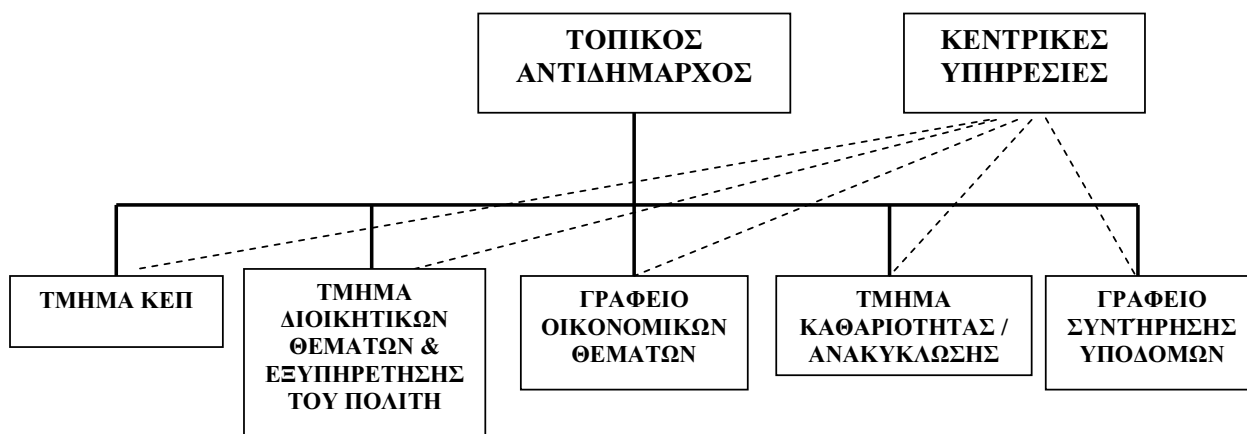 ΤΟΠΙΚΟΣ
ΑΝΤΙΔΗΜΑΡΧΟΣ
ΚΕΝΤΡΙΚΕΣ
ΥΠΗΡΕΣΙΕΣ
ΤΜΗΜΑ ΚΕΠ
ΤΜΗΜΑ
ΔΙΟΙΚΗΤΙΚΩΝ
ΘΕΜΑΤΩΝ &
ΕΞΥΠΗΡΕΤΗΣΗΣ
ΤΟΥ ΠΟΛΙΤΗ
ΓΡΑΦΕΙΟ
ΟΙΚΟΝΟΜΙΚΩΝ
ΘΕΜΑΤΩΝ
ΤΜΗΜΑ
ΚΑΘΑΡΙΟΤΗΤΑΣ /
ΑΝΑΚΥΚΛΩΣΗΣ
ΓΡΑΦΕΙΟ
ΣΥΝΤΉΡΗΣΗΣ
ΥΠΟΔΟΜΩΝ